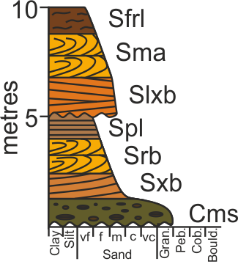 10
Sfrl
Sma
Slxb
metres
5
Spl
Srb
Sxb
Cms
Clay
Silt
vf
f
m
c
vc
Gran.
Peb.
Cob.
Bould.
Sand